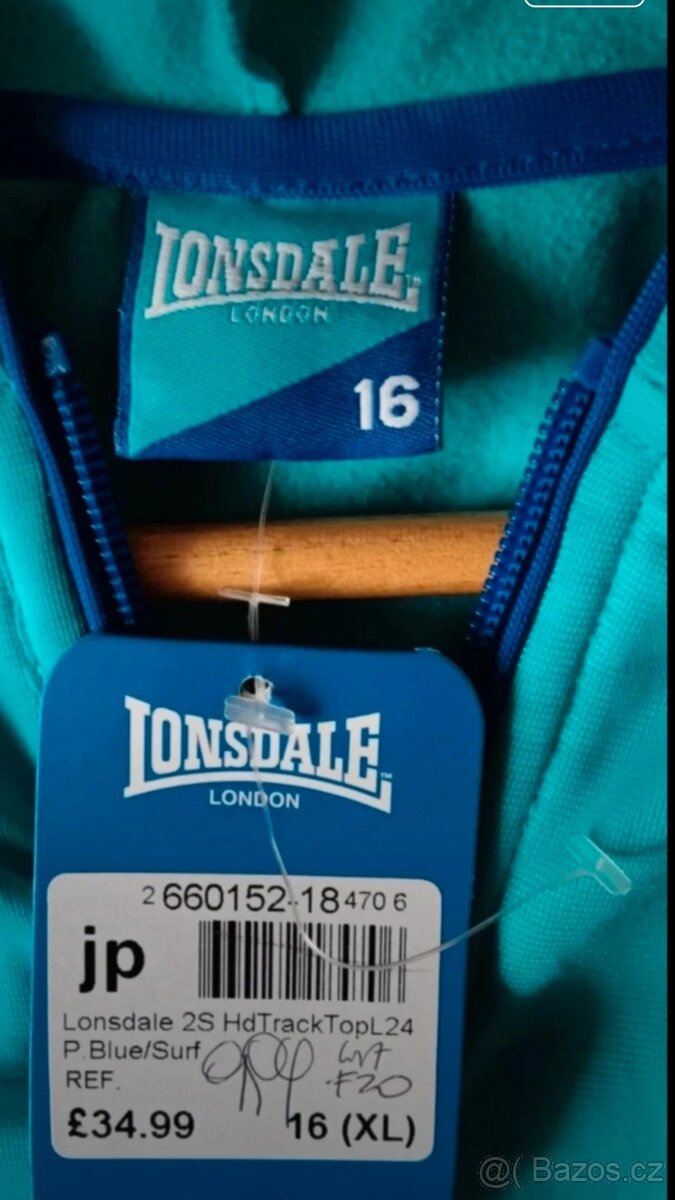 LONSDALE
LONDON
16
LONSDALE™
LONDON
2 660152-18 470 6
jp
Lonsdale 2S HdTrackTopL24
P.Blue/Surf
REF.
£34.99 16 (XL)
@( Bazos.cz